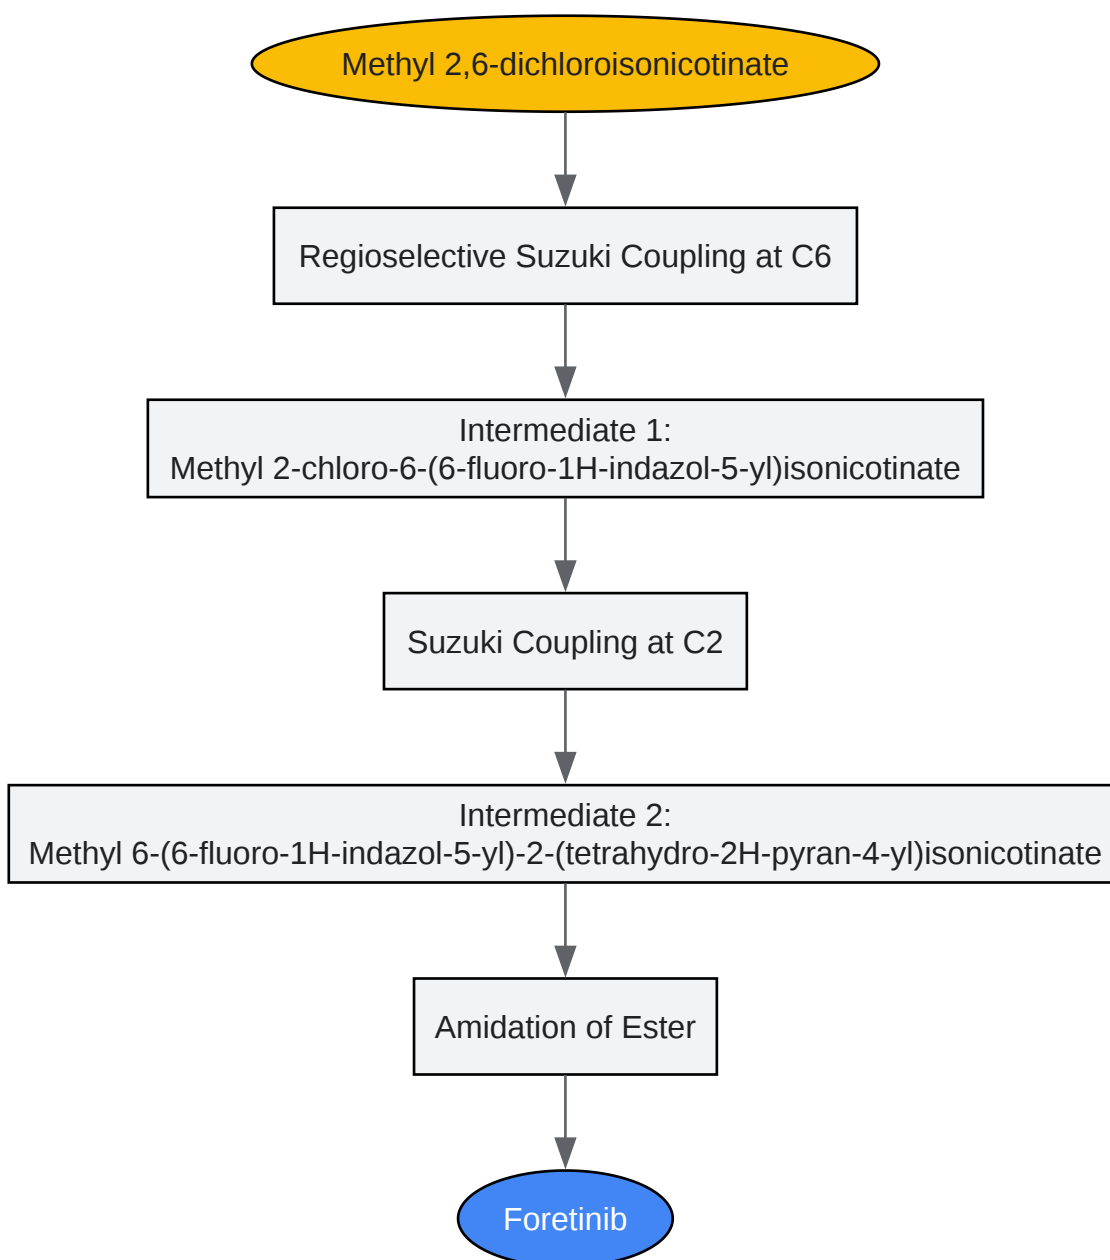 Methyl 2,6-dichloroisonicotinate
Regioselective Suzuki Coupling at C6
Intermediate 1:
Methyl 2-chloro-6-(6-fluoro-1H-indazol-5-yl)isonicotinate
Suzuki Coupling at C2
Intermediate 2:
Methyl 6-(6-fluoro-1H-indazol-5-yl)-2-(tetrahydro-2H-pyran-4-yl)isonicotinate
Amidation of Ester
Foretinib